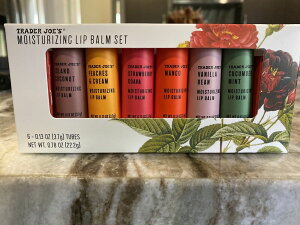 TRADER JOE'S
MOISTURIZING LIP BALM SET
ISLAND
COCONUT
MOISTURIZING
LIP BALM
TRADER JOE'S
PEACHES
& CREAM
MOISTURIZING
LIP BALM
TRADER JOE'S
STRAWBERRY
GUAVA
MOISTURIZING
LIP BALM
TRADER JOE'S
MANGO
MOISTURIZING
LIP BALM
TRADER JOE'S
VANILLA
BEAN
MOISTURIZING
LIP BALM
TRADER JOE'S
CUCUMBER
MINT
MOISTURIZING
LIP BALM
0.13 OZ (3.7g) TUBES
NET WT. 0.78 OZ (22.2g)